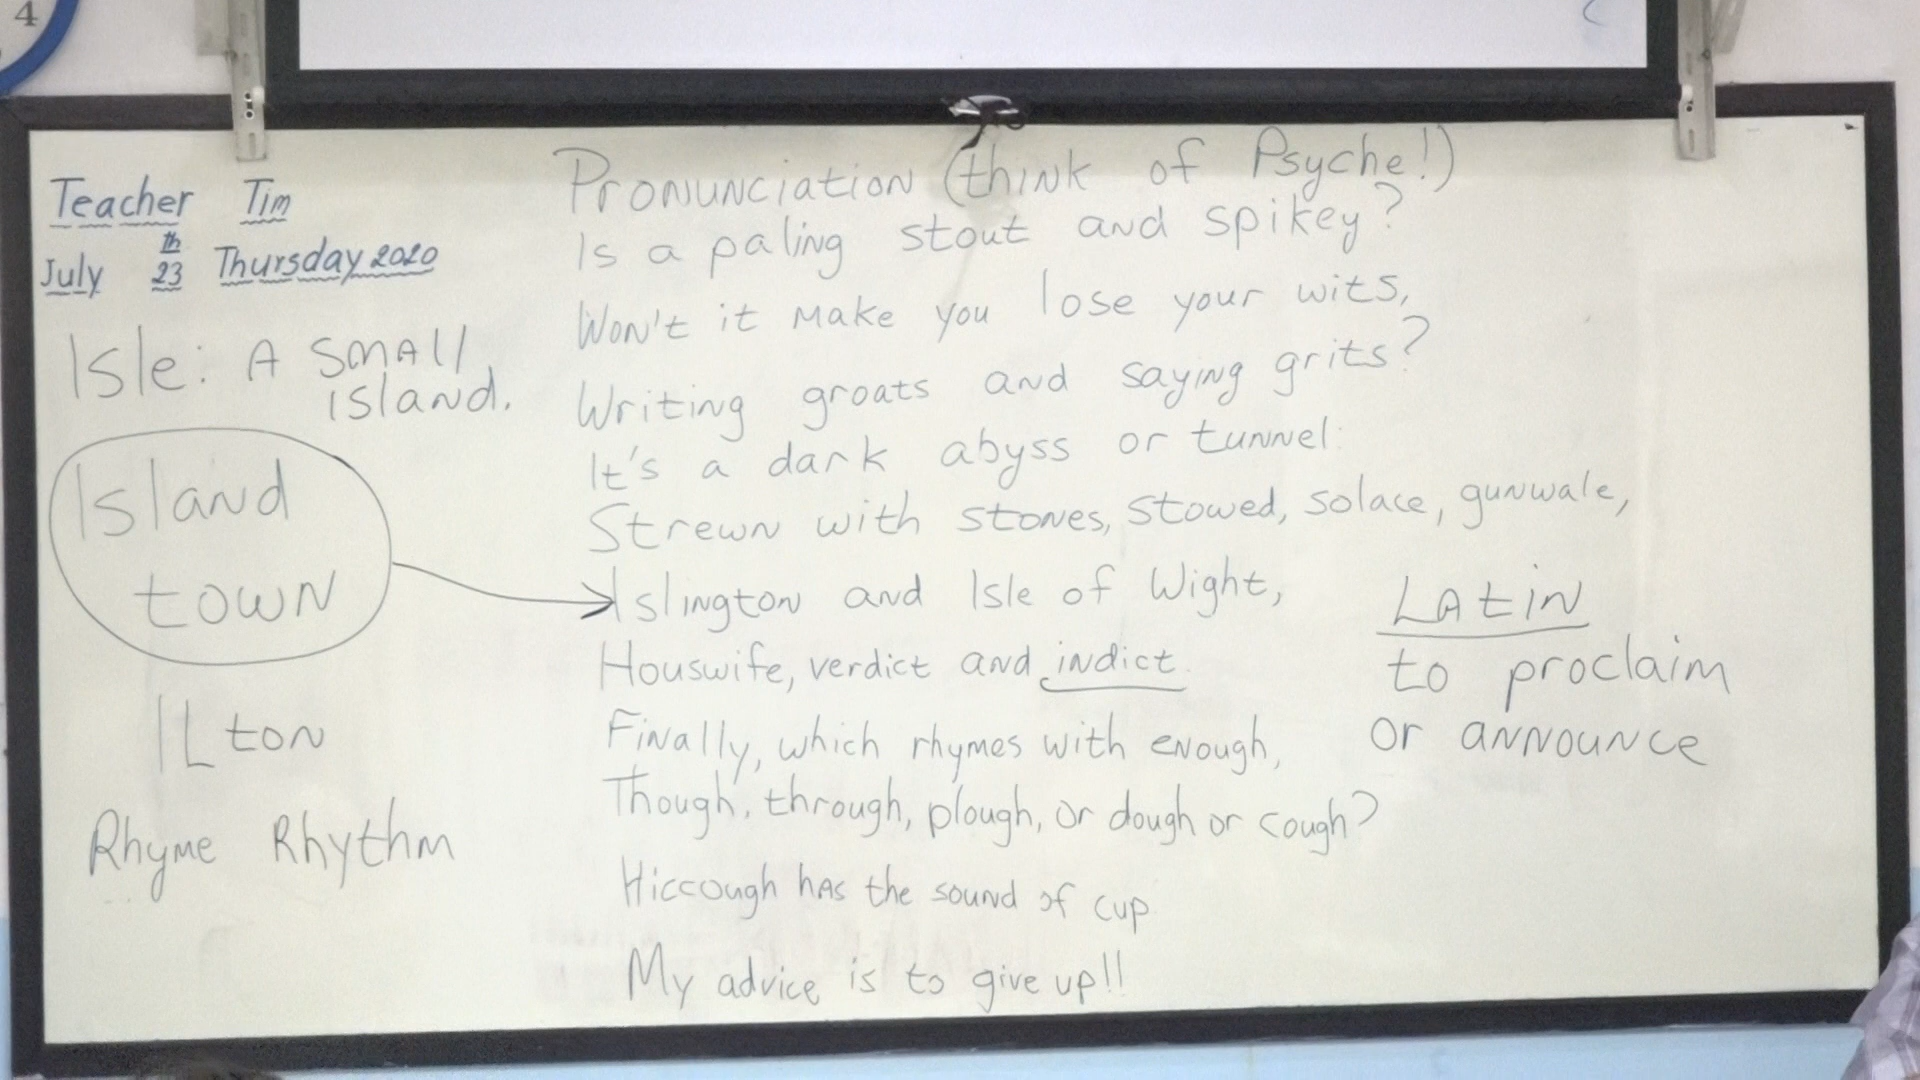 4
Teacher Tim
July 23th Thursday 2020
Isle: A small
island.
Island
town
ILton
Rhyme Rhythm
Pronunciation (think of Psyche!)
Is a paling stout and spikey?
Won't it make you lose your wits,
Writing groats and saying grits?
It's a dark abyss or tunnel:
Strewn with stones, stowed, solace, gunwale,
Islington and Isle of Wight,
Houswife, verdict and indict.
Finally, which rhymes with enough,
Though, through, plough, or dough or cough?
Hiccough has the sound of cup
My advice is to give up!!
Latin
to proclaim
or announce